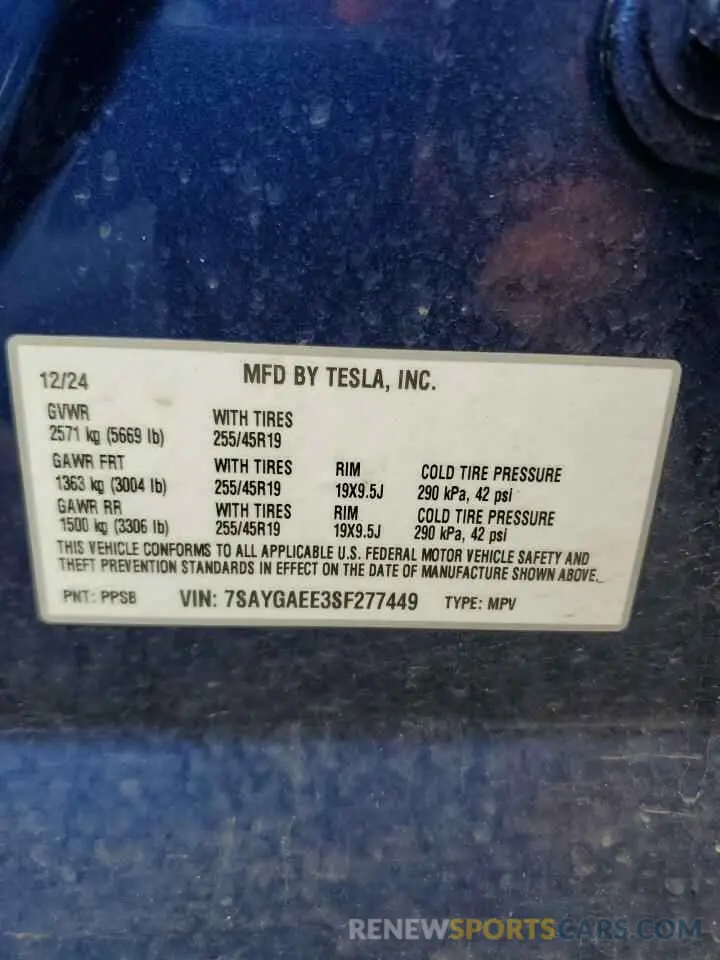 12/24 MFD BY TESLA, INC.
GVWR WITH TIRES
2571 kg (5669 lb) 255/45R19
GAWR FRT WITH TIRES RIM COLD TIRE PRESSURE
1363 kg (3004 lb) 255/45R19 19X9.5J 290 kPa, 42 psi
GAWR RR WITH TIRES RIM COLD TIRE PRESSURE
1500 kg (3306 lb) 255/45R19 19X9.5J 290 kPa, 42 psi
THIS VEHICLE CONFORMS TO ALL APPLICABLE U.S. FEDERAL MOTOR VEHICLE SAFETY AND
THEFT PREVENTION STANDARDS IN EFFECT ON THE DATE OF MANUFACTURE SHOWN ABOVE.
PNT: PPSB VIN: 7SAYGAEE3SF277449 TYPE: MPV
RENEWSPORTSCARS.COM